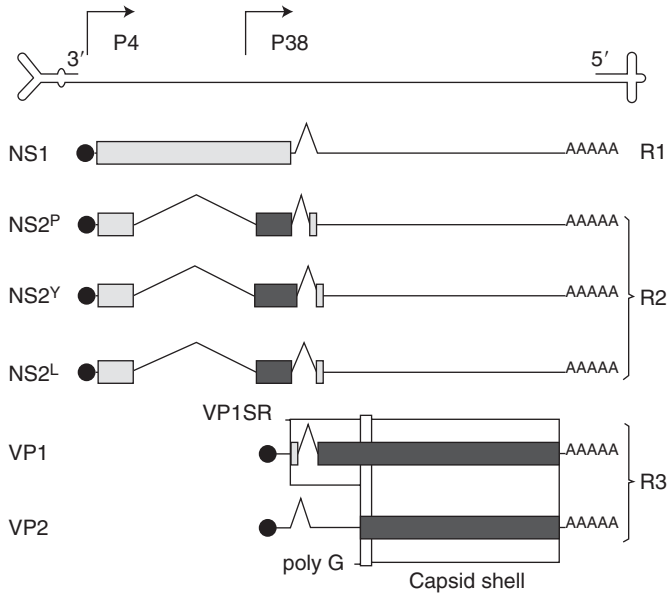 P4 P38
3′ 5′
NS1 AAAAA R1
NS2P AAAAA
NS2Y AAAAA R2
NS2L AAAAA
VP1SR
VP1 AAAAA
R3
VP2 AAAAA
poly G
Capsid shell